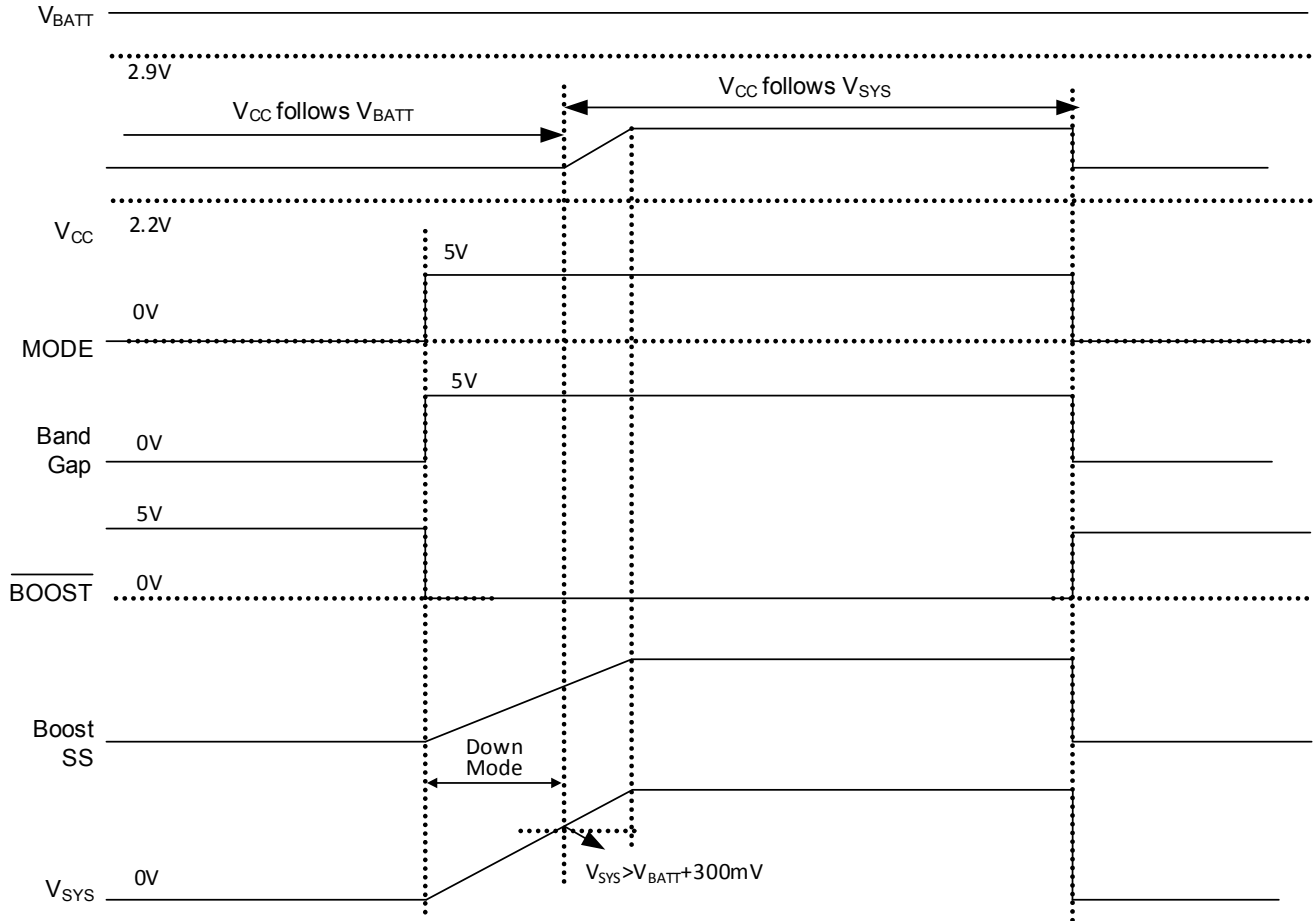 VBATT
2.9V
VCC follows VBATT
VCC follows VSYS
VCC
2.2V
5V
0V
MODE
5V
Band
Gap
0V
5V
BOOST
0V
Boost
SS
Down
Mode
VSYS>VBATT+300mV
VSYS
0V